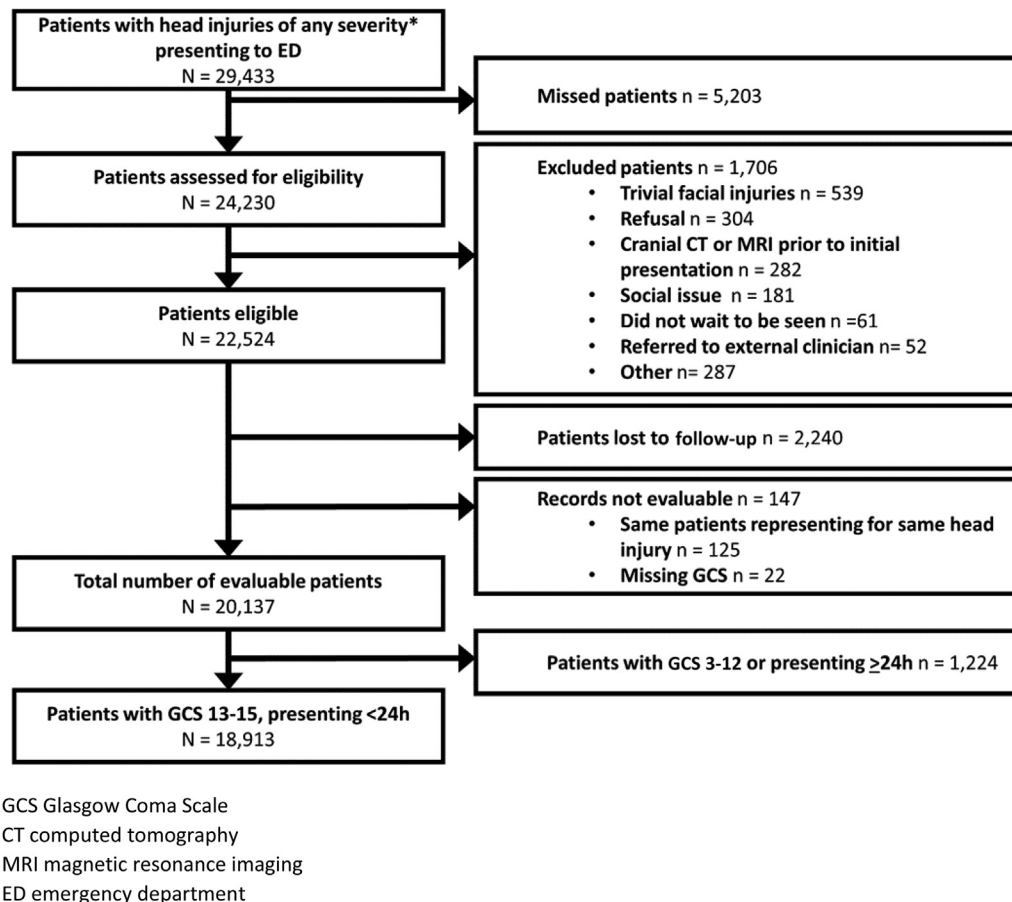 Patients with head injuries of any severity*
presenting to ED
N = 29,433
Missed patients n = 5,203
Patients assessed for eligibility
N = 24,230
Excluded patients n = 1,706
• Trivial facial injuries n = 539
• Refusal n = 304
• Cranial CT or MRI prior to initial
presentation n = 282
• Social issue n = 181
• Did not wait to be seen n =61
• Referred to external clinician n= 52
• Other n= 287
Patients eligible
N = 22,524
Patients lost to follow-up n = 2,240
Records not evaluable n = 147
• Same patients representing for same head
injury n = 125
• Missing GCS n = 22
Total number of evaluable patients
N = 20,137
Patients with GCS 3-12 or presenting ≥24h n = 1,224
Patients with GCS 13-15, presenting <24h
N = 18,913
GCS Glasgow Coma Scale
CT computed tomography
MRI magnetic resonance imaging
ED emergency department